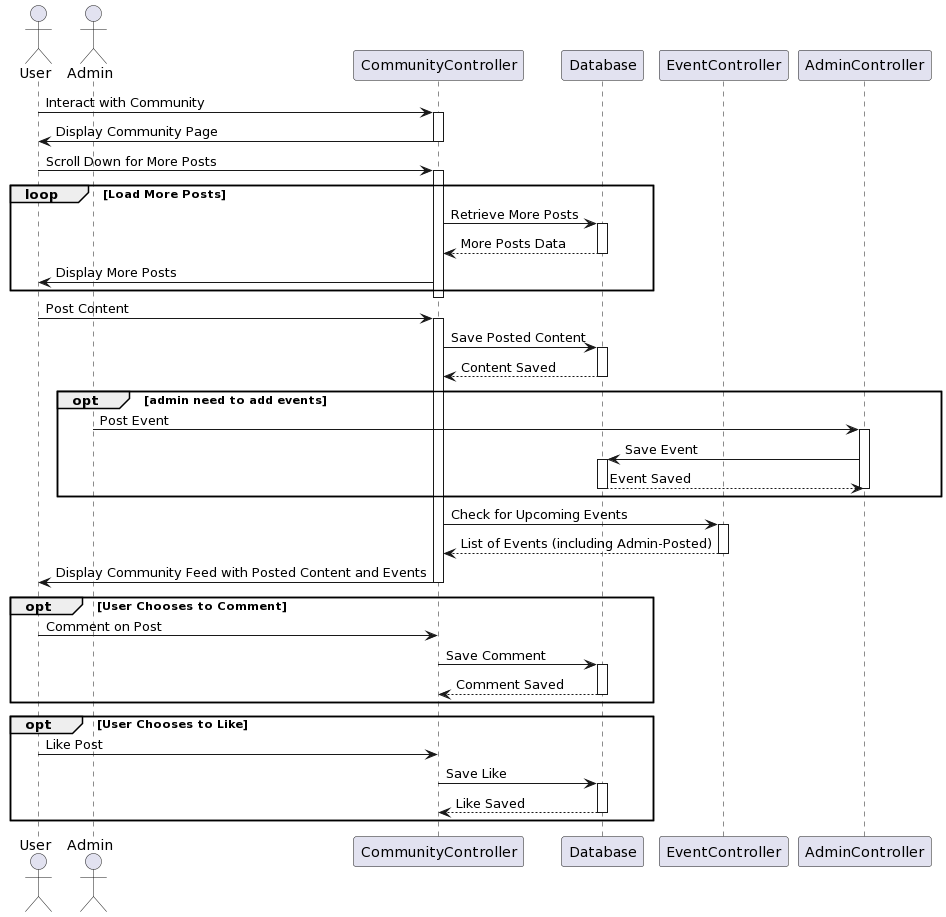 User
Admin
CommunityController
Database
EventController
AdminController
Interact with Community
Display Community Page
Scroll Down for More Posts
loop
[Load More Posts]
Retrieve More Posts
More Posts Data
Display More Posts
Post Content
Save Posted Content
Content Saved
opt
[admin need to add events]
Post Event
Save Event
Event Saved
Check for Upcoming Events
List of Events (including Admin-Posted)
Display Community Feed with Posted Content and Events
opt
[User Chooses to Comment]
Comment on Post
Save Comment
Comment Saved
opt
[User Chooses to Like]
Like Post
Save Like
Like Saved
User
Admin
CommunityController
Database
EventController
AdminController